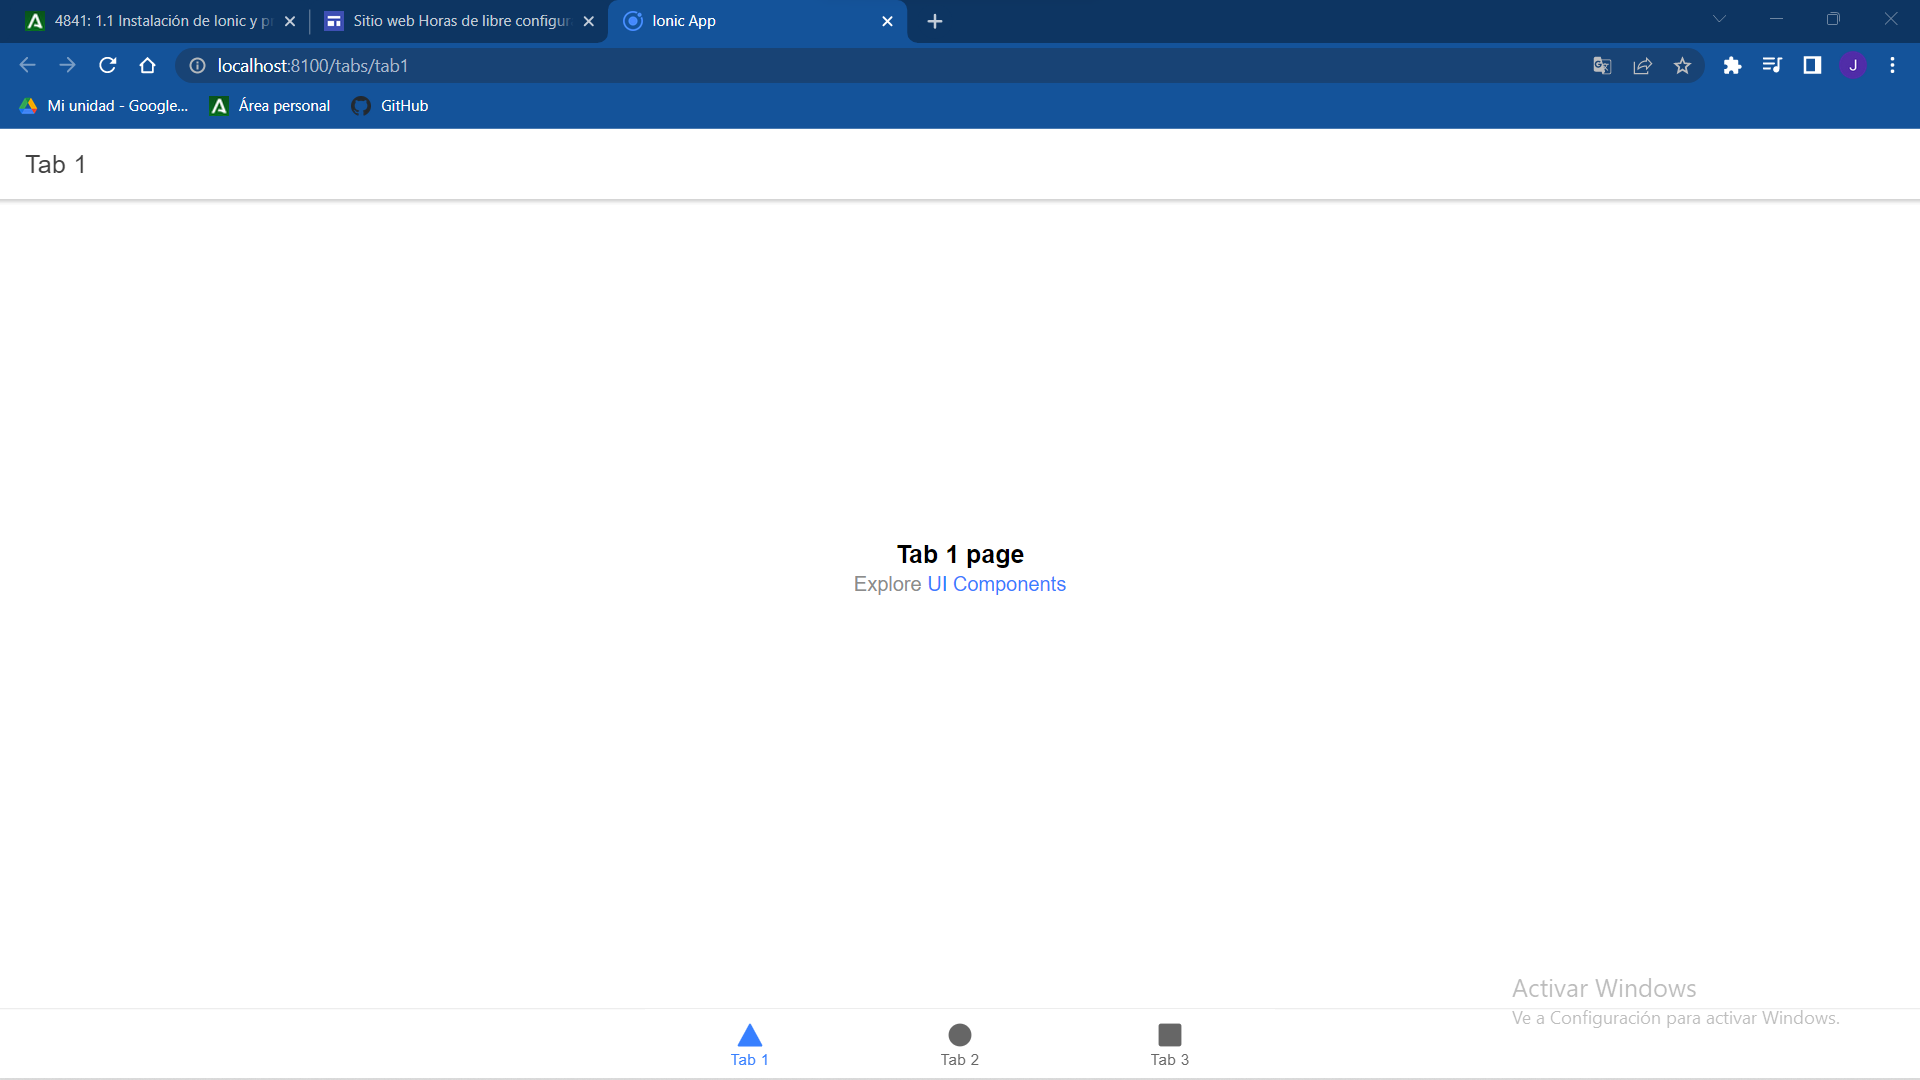 4841: 1.1 Instalación de Ionic y pr
Sitio web Horas de libre configur
Ionic App
localhost:8100/tabs/tab1
J
Mi unidad - Google...
Área personal
GitHub
Tab 1
Tab 1 page
Explore UI Components
Activar Windows
Ve a Configuración para activar Windows.
Tab 1
Tab 2
Tab 3